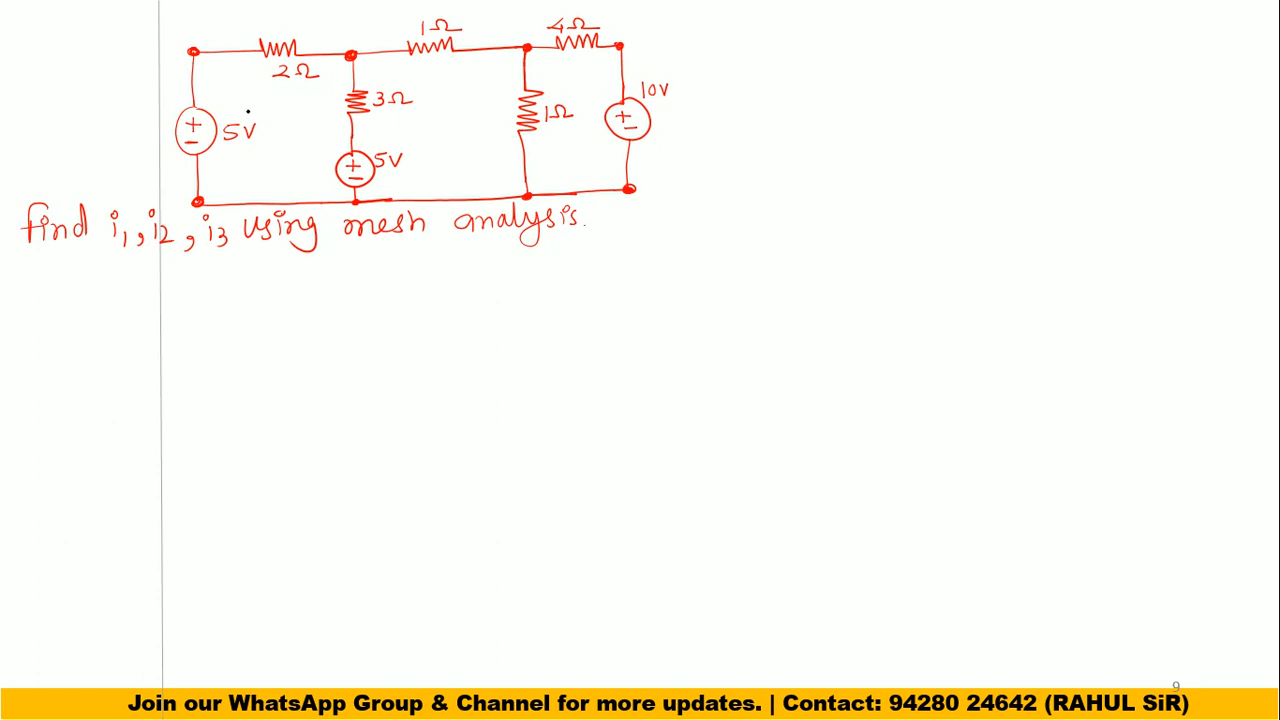 1Ω 4Ω
2Ω
10V
3Ω
1Ω
+
-
5V
+
-
5V
+
-
find i1, i2, i3 using mesh analysis.
9
Join our WhatsApp Group & Channel for more updates. | Contact: 94280 24642 (RAHUL SiR)